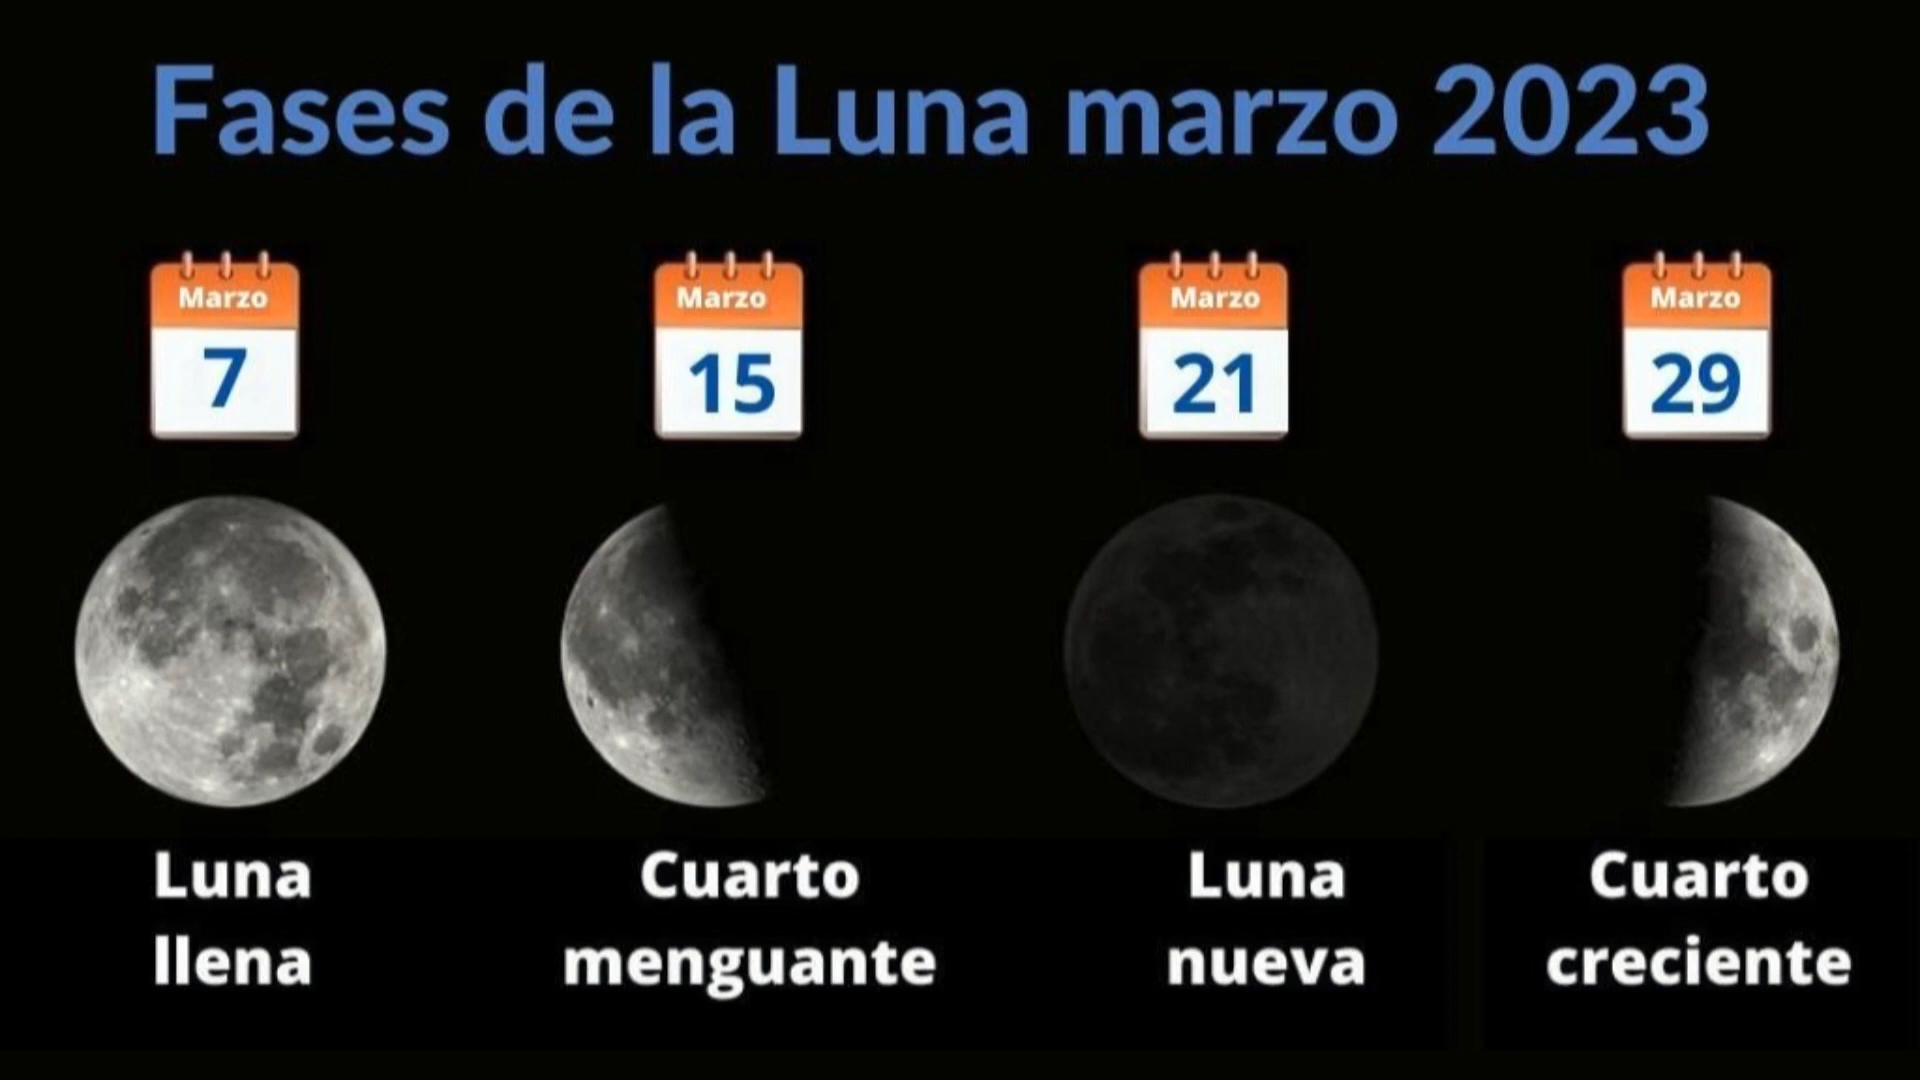 Fases de la Luna marzo 2023
Marzo
7
Marzo
15
Marzo
21
Marzo
29
Luna
llena
Cuarto
menguante
Luna
nueva
Cuarto
creciente